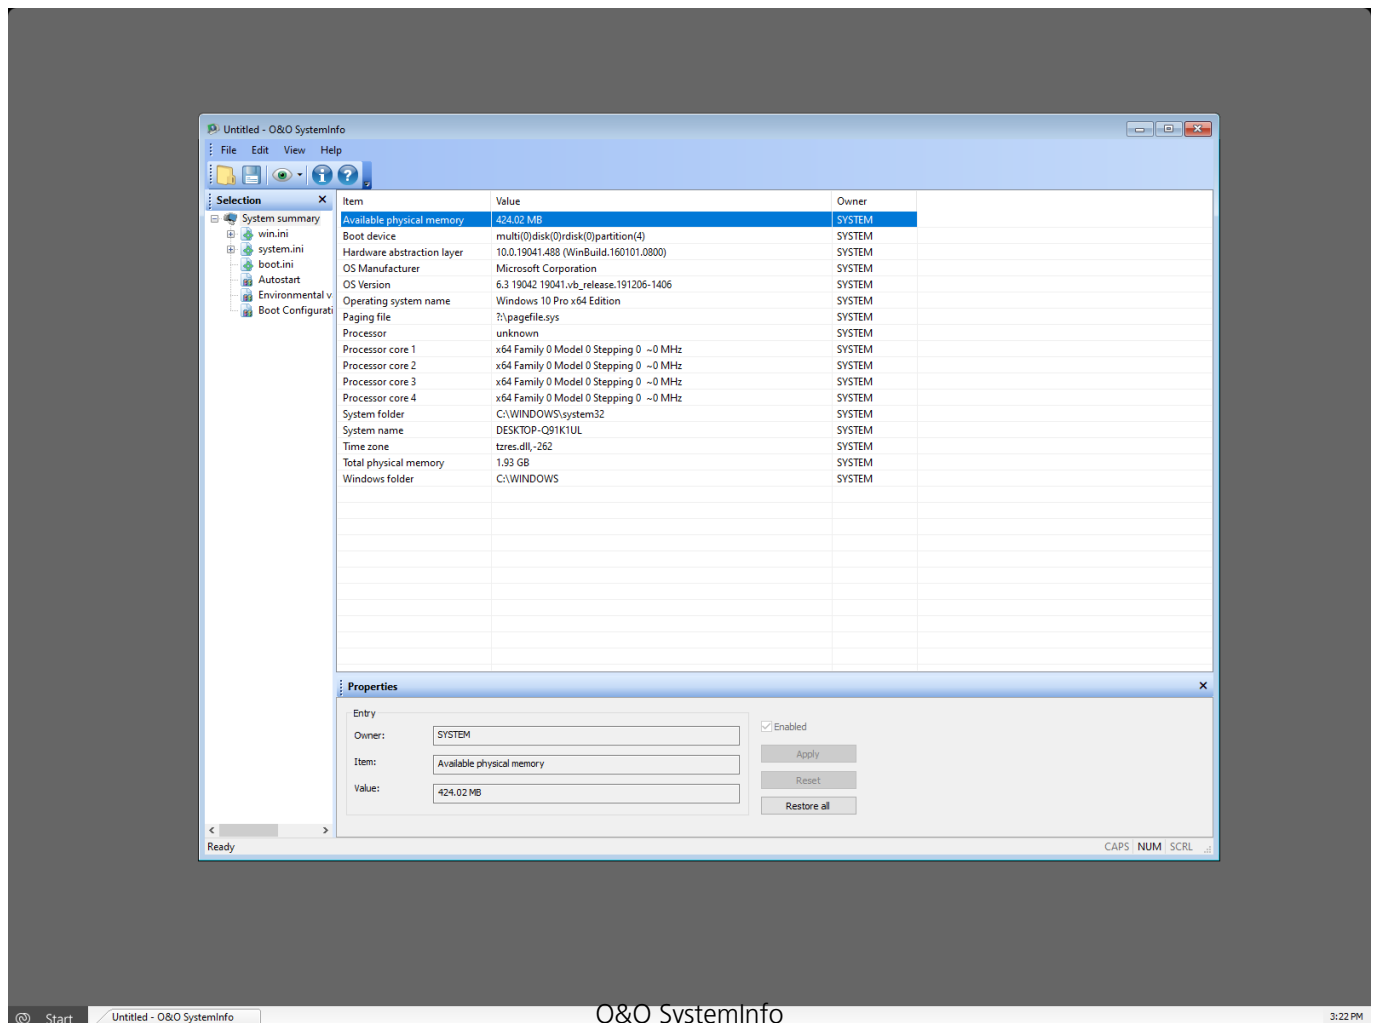 Untitled - O&O SystemInfo
File Edit View Help
Selection
System summary
win.ini
system.ini
boot.ini
Autostart
Environmental v
Boot Configurati
Item Value Owner
Available physical memory 424.02 MB SYSTEM
Boot device multi(0)disk(0)rdisk(0)partition(4) SYSTEM
Hardware abstraction layer 10.0.19041.488 (WinBuild.160101.0800) SYSTEM
OS Manufacturer Microsoft Corporation SYSTEM
OS Version 6.3 19042 19041.vb_release.191206-1406 SYSTEM
Operating system name Windows 10 Pro x64 Edition SYSTEM
Paging file ?:\pagefile.sys SYSTEM
Processor unknown SYSTEM
Processor core 1 x64 Family 0 Model 0 Stepping 0 ~0 MHz SYSTEM
Processor core 2 x64 Family 0 Model 0 Stepping 0 ~0 MHz SYSTEM
Processor core 3 x64 Family 0 Model 0 Stepping 0 ~0 MHz SYSTEM
Processor core 4 x64 Family 0 Model 0 Stepping 0 ~0 MHz SYSTEM
System folder C:\WINDOWS\system32 SYSTEM
System name DESKTOP-Q91K1UL SYSTEM
Time zone tzres.dll,-262 SYSTEM
Total physical memory 1.93 GB SYSTEM
Windows folder C:\WINDOWS SYSTEM
Properties
Entry
Owner: SYSTEM
Item: Available physical memory
Value: 424.02 MB
Enabled
Apply
Reset
Restore all
Ready
CAPS NUM SCRL
Start
Untitled - O&O SystemInfo
O&O SystemInfo
3:22 PM